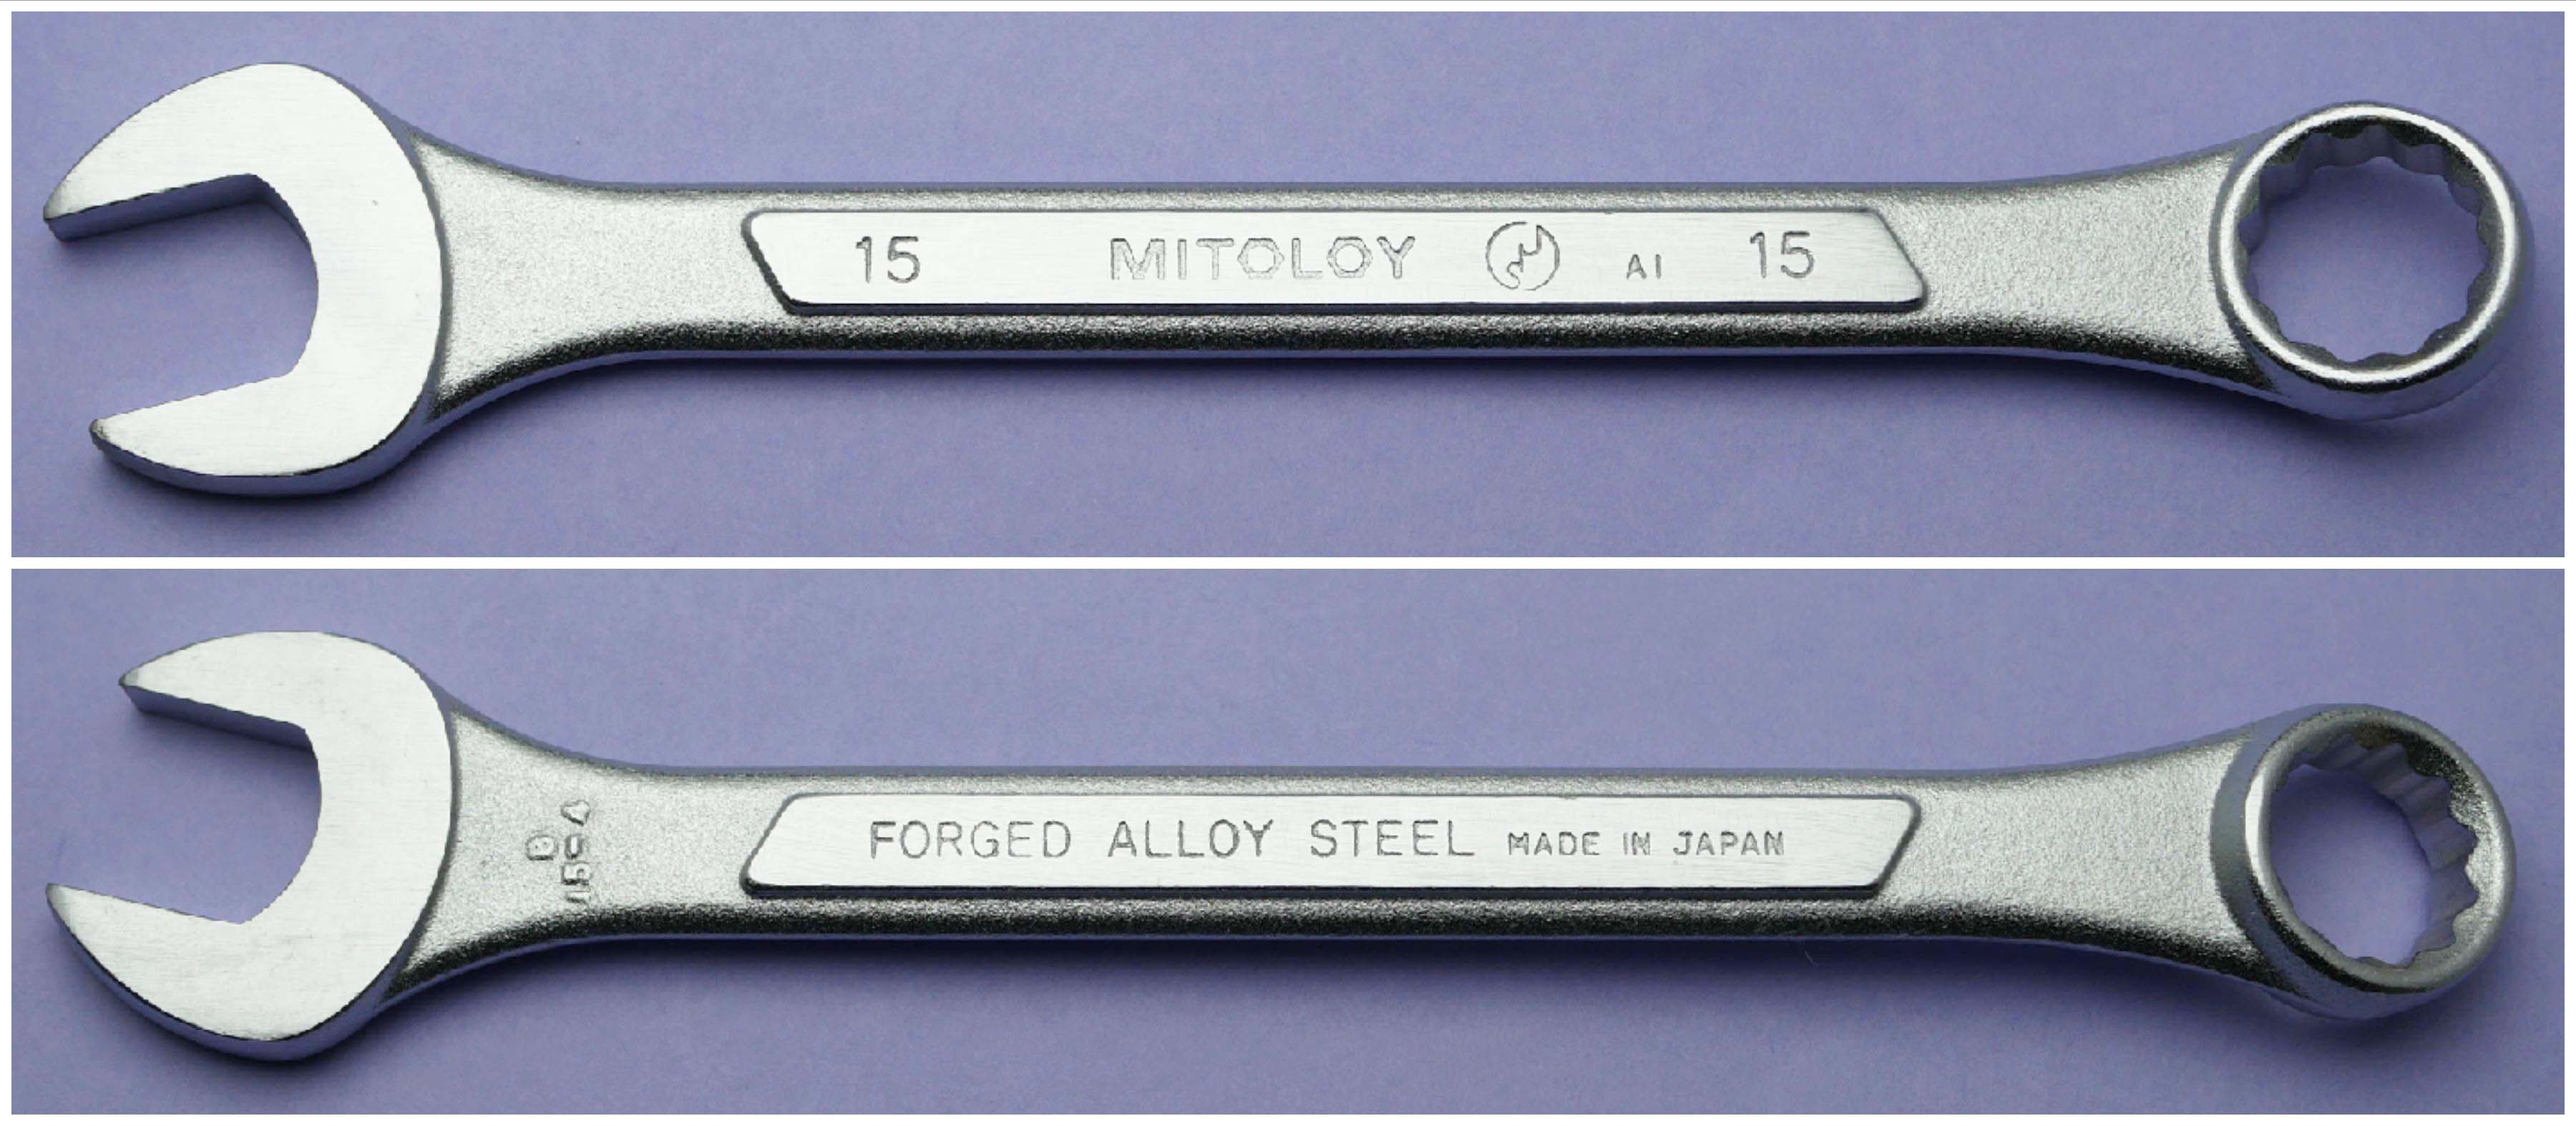 15 MITOLOY AI 15
FORGED ALLOY STEEL MADE IN JAPAN